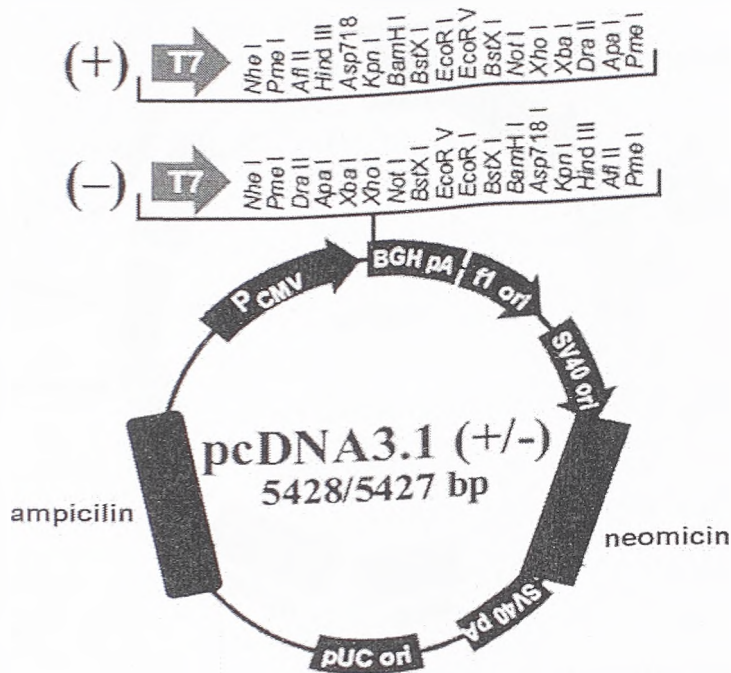 (+) T7 Nhe I Pme I Afl II Hind III Asp718 I Kpn I BamH I BstX I EcoR I EcoR V BstX I Not I Xho I Xba I Dra II Apa I Pme I
(−) T7 Nhe I Pme I Dra II Apa I Xba I Xho I Not I BstX I EcoR V EcoR I BstX I BamH I Asp718 I Kpn I Hind III Afl II Pme I
P CMV
BGH pA
f1 ori
SV40 ori
pcDNA3.1 (+/-)
5428/5427 bp
ampicilin
neomicin
SV40 pA
pUC ori